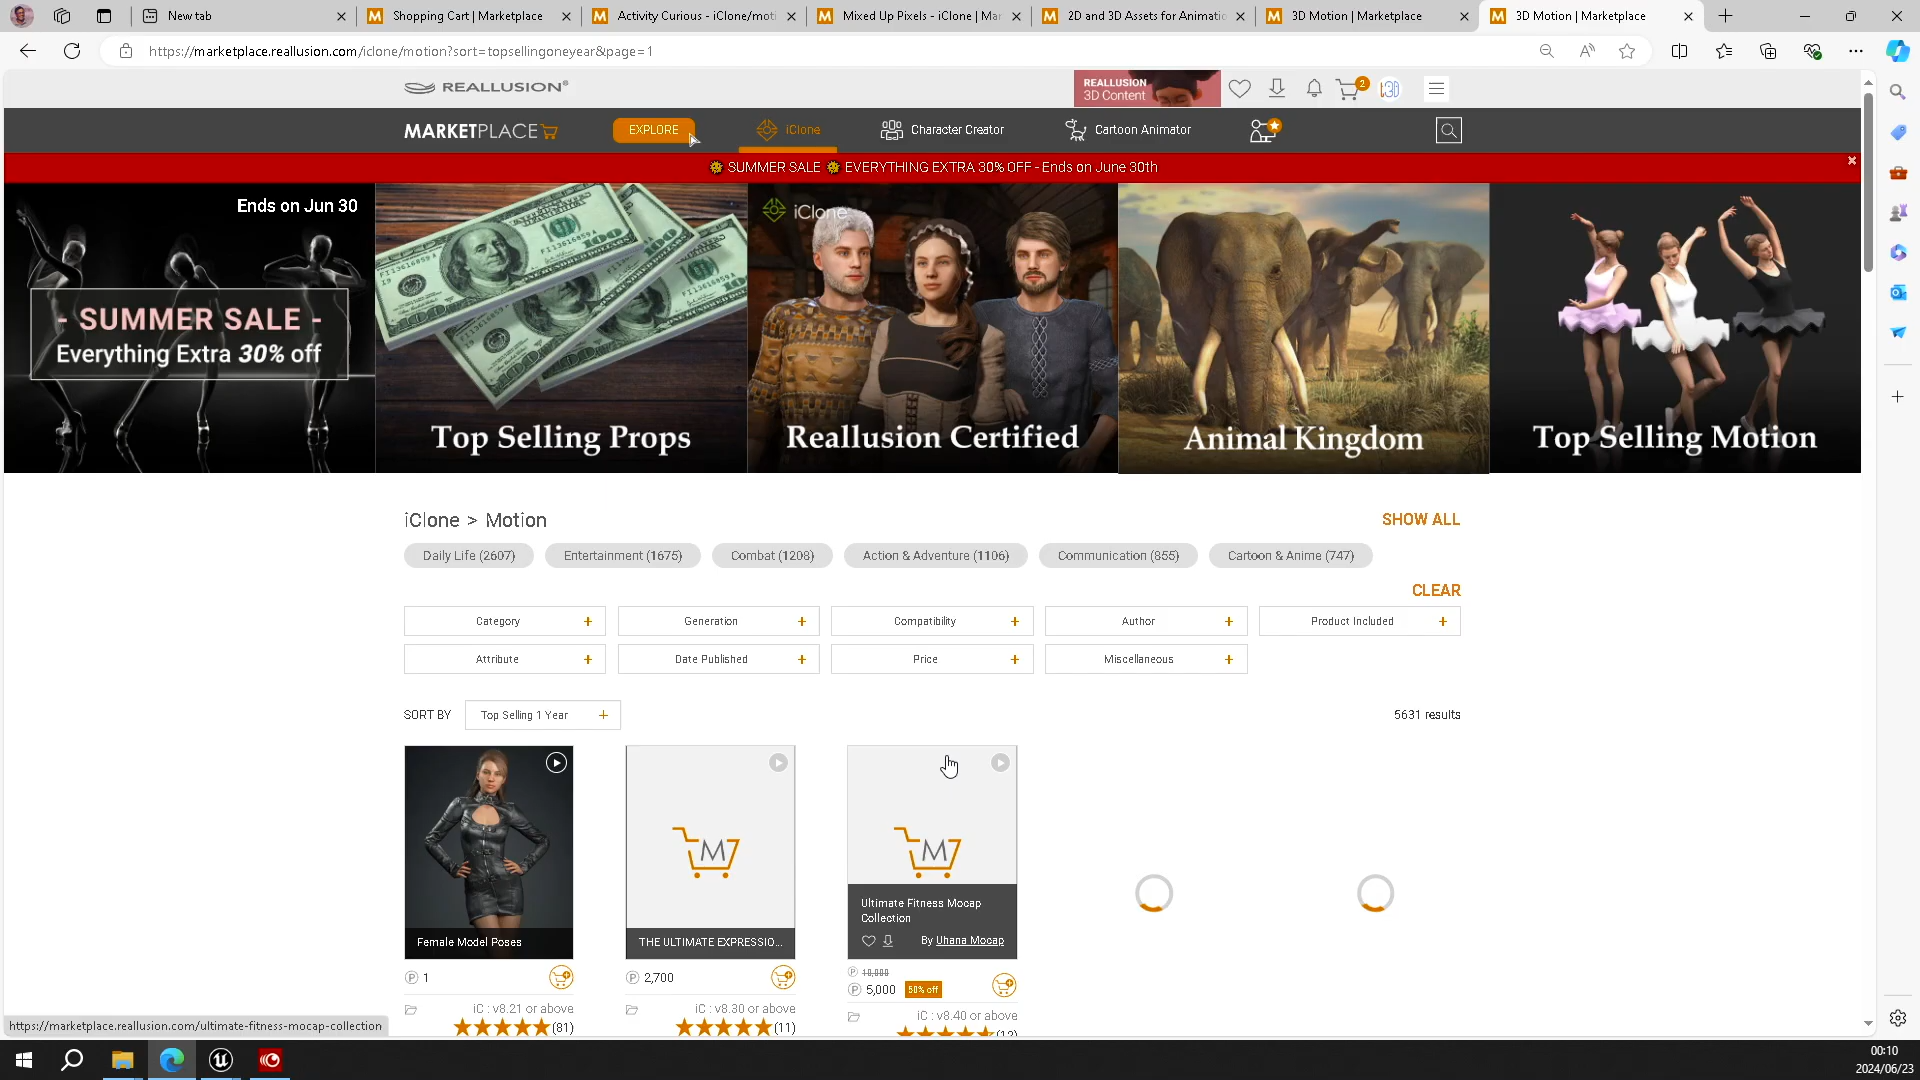 New tab
Shopping Cart | Marketplace
Activity Curious - iClone/moti
Mixed Up Pixels - iClone | Mar
2D and 3D Assets for Animatio
3D Motion | Marketplace
3D Motion | Marketplace
https://marketplace.reallusion.com/iclone/motion?sort=topsellingoneyear&page=1
REALLUSION®
REALLUSION
3D Content
2
MARKETPLACE
EXPLORE
iClone
Character Creator
Cartoon Animator
SUMMER SALE EVERYTHING EXTRA 30% OFF - Ends on June 30th
Ends on Jun 30
- SUMMER SALE -
Everything Extra 30% off
Top Selling Props
iClone
Reallusion Certified
Animal Kingdom
Top Selling Motion
iClone > Motion
SHOW ALL
Daily Life (2607)
Entertainment (1675)
Combat (1208)
Action & Adventure (1106)
Communication (855)
Cartoon & Anime (747)
CLEAR
Category +
Generation +
Compatibility +
Author +
Product Included +
Attribute +
Date Published +
Price +
Miscellaneous +
SORT BY
Top Selling 1 Year +
5631 results
Female Model Poses
THE ULTIMATE EXPRESSIO...
Ultimate Fitness Mocap
Collection
By Uhana Mocap
P 1
P 2,700
P 10,000
P 5,000
50% off
iC : v8.21 or above
(81)
iC : v8.30 or above
(11)
iC : v8.40 or above
(12)
https://marketplace.reallusion.com/ultimate-fitness-mocap-collection
00:10
2024/06/23